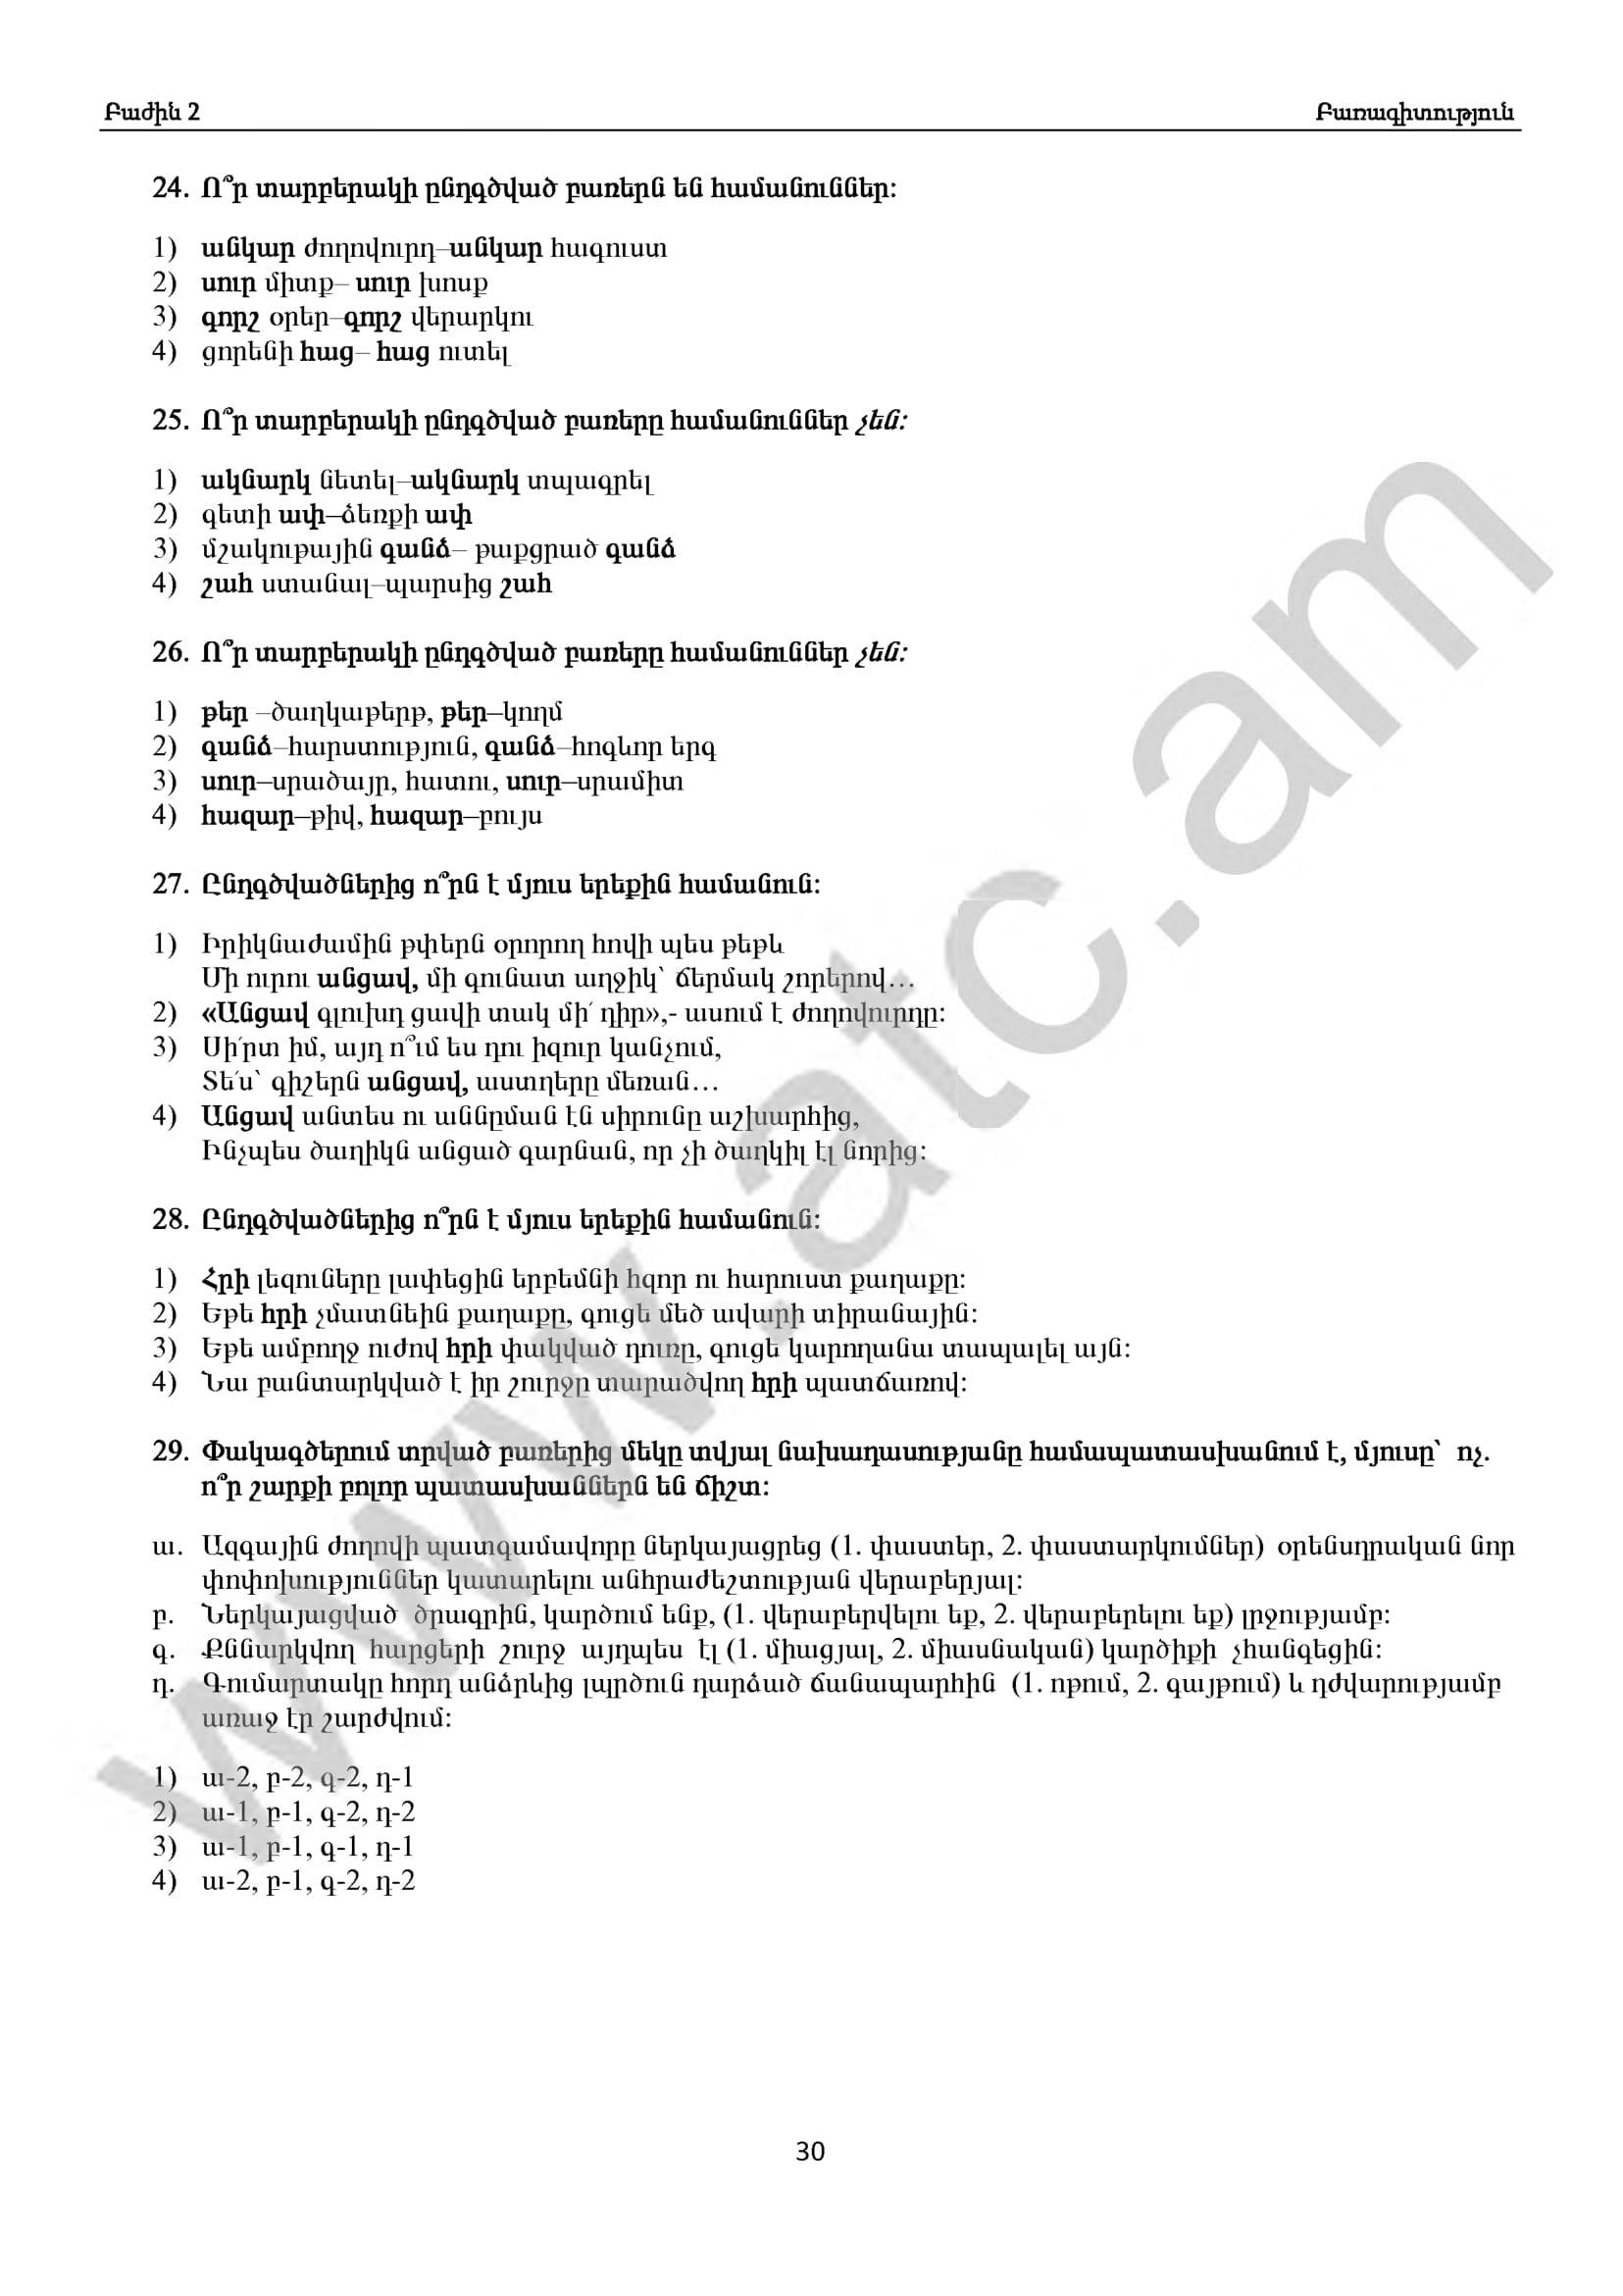 Բաժին 2 Բառագիտություն
24. Ո՞ր տարբերակի ընդգծված բառերն են համանուններ:
1) անկար ժողովուրդ–անկար հագուստ
2) սուր միտք– սուր խոսք
3) գորշ օրեր–գորշ վերարկու
4) ցորենի հաց– հաց ուտել
25. Ո՞ր տարբերակի ընդգծված բառերը համանուններ չեն:
1) ակնարկ նետել–ակնարկ տպագրել
2) գետի ափ–ձեռքի ափ
3) մշակութային գանձ– թաքցրած գանձ
4) շահ ստանալ–պարսից շահ
26. Ո՞ր տարբերակի ընդգծված բառերը համանուններ չեն:
1) թեր –ծաղկաթերթ, թեր–կողմ
2) գանձ–հարստություն, գանձ–հոգևոր երգ
3) սուր–սրածայր, հատու, սուր–սրամիտ
4) հազար–թիվ, հազար–բույս
27. Ընդգծվածներից ո՞րն է մյուս երեքին համանուն:
1) Իրիկնաժամին թփերն օրորող հովի պես թեթև
Մի ուրու անցավ, մի գունատ աղջիկ՝ ճերմակ շորերով…
2) «Անցավ գլուխդ ցավի տակ մի՛ դիր»,- ասում է ժողովուրդը:
3) Սի՛րտ իմ, այդ ո՞ւմ ես դու իզուր կանչում,
Տե՛ս՝ գիշերն անցավ, աստղերը մեռան…
4) Անցավ անտես ու աննըման էն սիրունը աշխարհից,
Ինչպես ծաղիկն անցած գարնան, որ չի ծաղկիլ էլ նորից:
28. Ընդգծվածներից ո՞րն է մյուս երեքին համանուն:
1) Հրի լեզուները լափեցին երբեմնի հզոր ու հարուստ քաղաքը:
2) Եթե հրի չմատնեին քաղաքը, գուցե մեծ ավարի տիրանային:
3) Եթե ամբողջ ուժով հրի փակված դուռը, գուցե կարողանա տապալել այն:
4) Նա բանտարկված է իր շուրջը տարածվող հրի պատճառով:
29. Փակագծերում տրված բառերից մեկը տվյալ նախադասությանը համապատասխանում է, մյուսը՝ ոչ.
ո՞ր շարքի բոլոր պատասխաններն են ճիշտ:
ա. Ազգային ժողովի պատգամավորը ներկայացրեց (1. փաստեր, 2. փաստարկումներ) օրենսդրական նոր
փոփոխություններ կատարելու անհրաժեշտության վերաբերյալ:
բ. Ներկայացված ծրագրին, կարծում ենք, (1. վերաբերվելու եք, 2. վերաբերելու եք) լրջությամբ:
գ. Քննարկվող հարցերի շուրջ այդպես էլ (1. միացյալ, 2. միասնական) կարծիքի չհանգեցին:
դ. Գումարտակը հորդ անձրևից լպրծուն դարձած ճանապարհին (1. ոթում, 2. գայթում) և դժվարությամբ
առաջ էր շարժվում:
1) ա-2, բ-2, գ-2, դ-1
2) ա-1, բ-1, գ-2, դ-2
3) ա-1, բ-1, գ-1, դ-1
4) ա-2, բ-1, գ-2, դ-2
www.atc.am
30